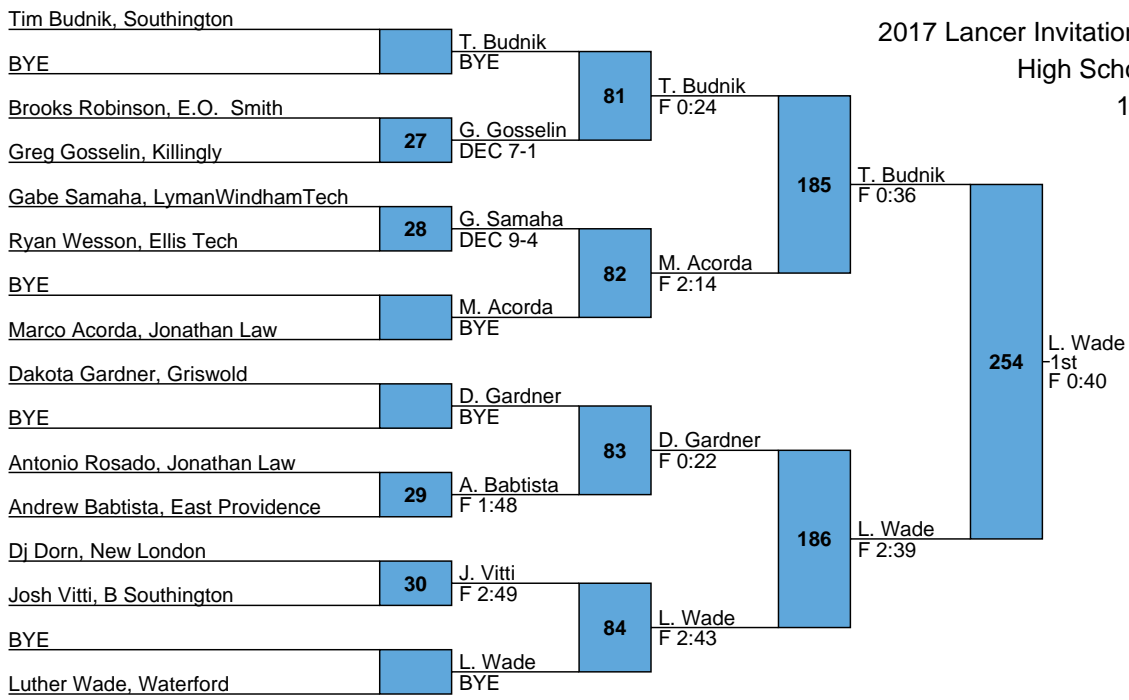 2017 Lancer Invitation
High Scho
1
Tim Budnik, Southington
BYE
Brooks Robinson, E.O. Smith
Greg Gosselin, Killingly
Gabe Samaha, LymanWindhamTech
Ryan Wesson, Ellis Tech
BYE
Marco Acorda, Jonathan Law
Dakota Gardner, Griswold
BYE
Antonio Rosado, Jonathan Law
Andrew Babtista, East Providence
Dj Dorn, New London
Josh Vitti, B Southington
BYE
Luther Wade, Waterford
27
28
29
30
T. Budnik
BYE
G. Gosselin
DEC 7-1
G. Samaha
DEC 9-4
M. Acorda
BYE
D. Gardner
BYE
A. Babtista
F 1:48
J. Vitti
F 2:49
L. Wade
BYE
81
82
83
84
T. Budnik
F 0:24
M. Acorda
F 2:14
D. Gardner
F 0:22
L. Wade
F 2:43
185
186
T. Budnik
F 0:36
L. Wade
F 2:39
254
L. Wade
1st
F 0:40